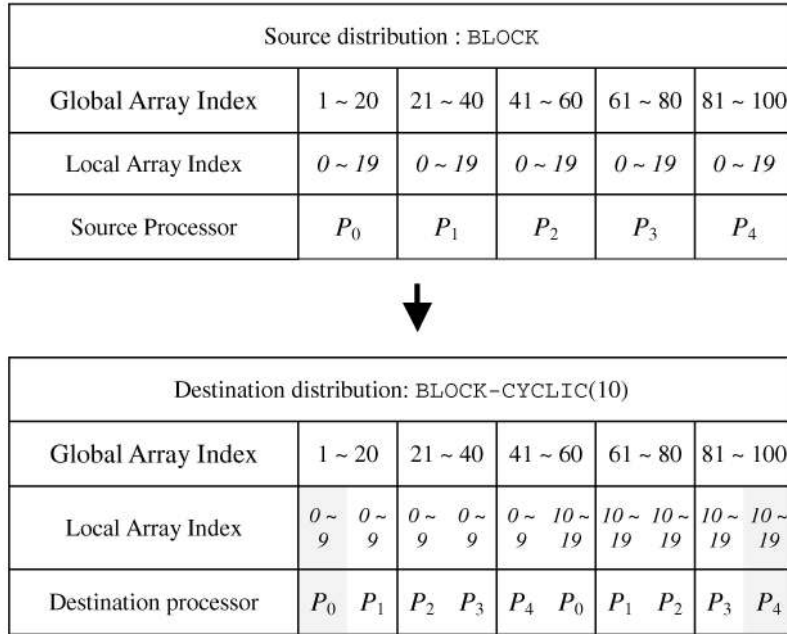 Source distribution : BLOCK
Global Array Index 1 ~ 20 21 ~ 40 41 ~ 60 61 ~ 80 81 ~ 100
Local Array Index 0 ~ 19 0 ~ 19 0 ~ 19 0 ~ 19 0 ~ 19
Source Processor P0 P1 P2 P3 P4
Destination distribution: BLOCK-CYCLIC(10)
Global Array Index 1 ~ 20 21 ~ 40 41 ~ 60 61 ~ 80 81 ~ 100
Local Array Index 0 ~ 9 0 ~ 9 0 ~ 9 0 ~ 9 0 ~ 9 10 ~ 19 10 ~ 19 10 ~ 19 10 ~ 19 10 ~ 19
Destination processor P0 P1 P2 P3 P4 P0 P1 P2 P3 P4